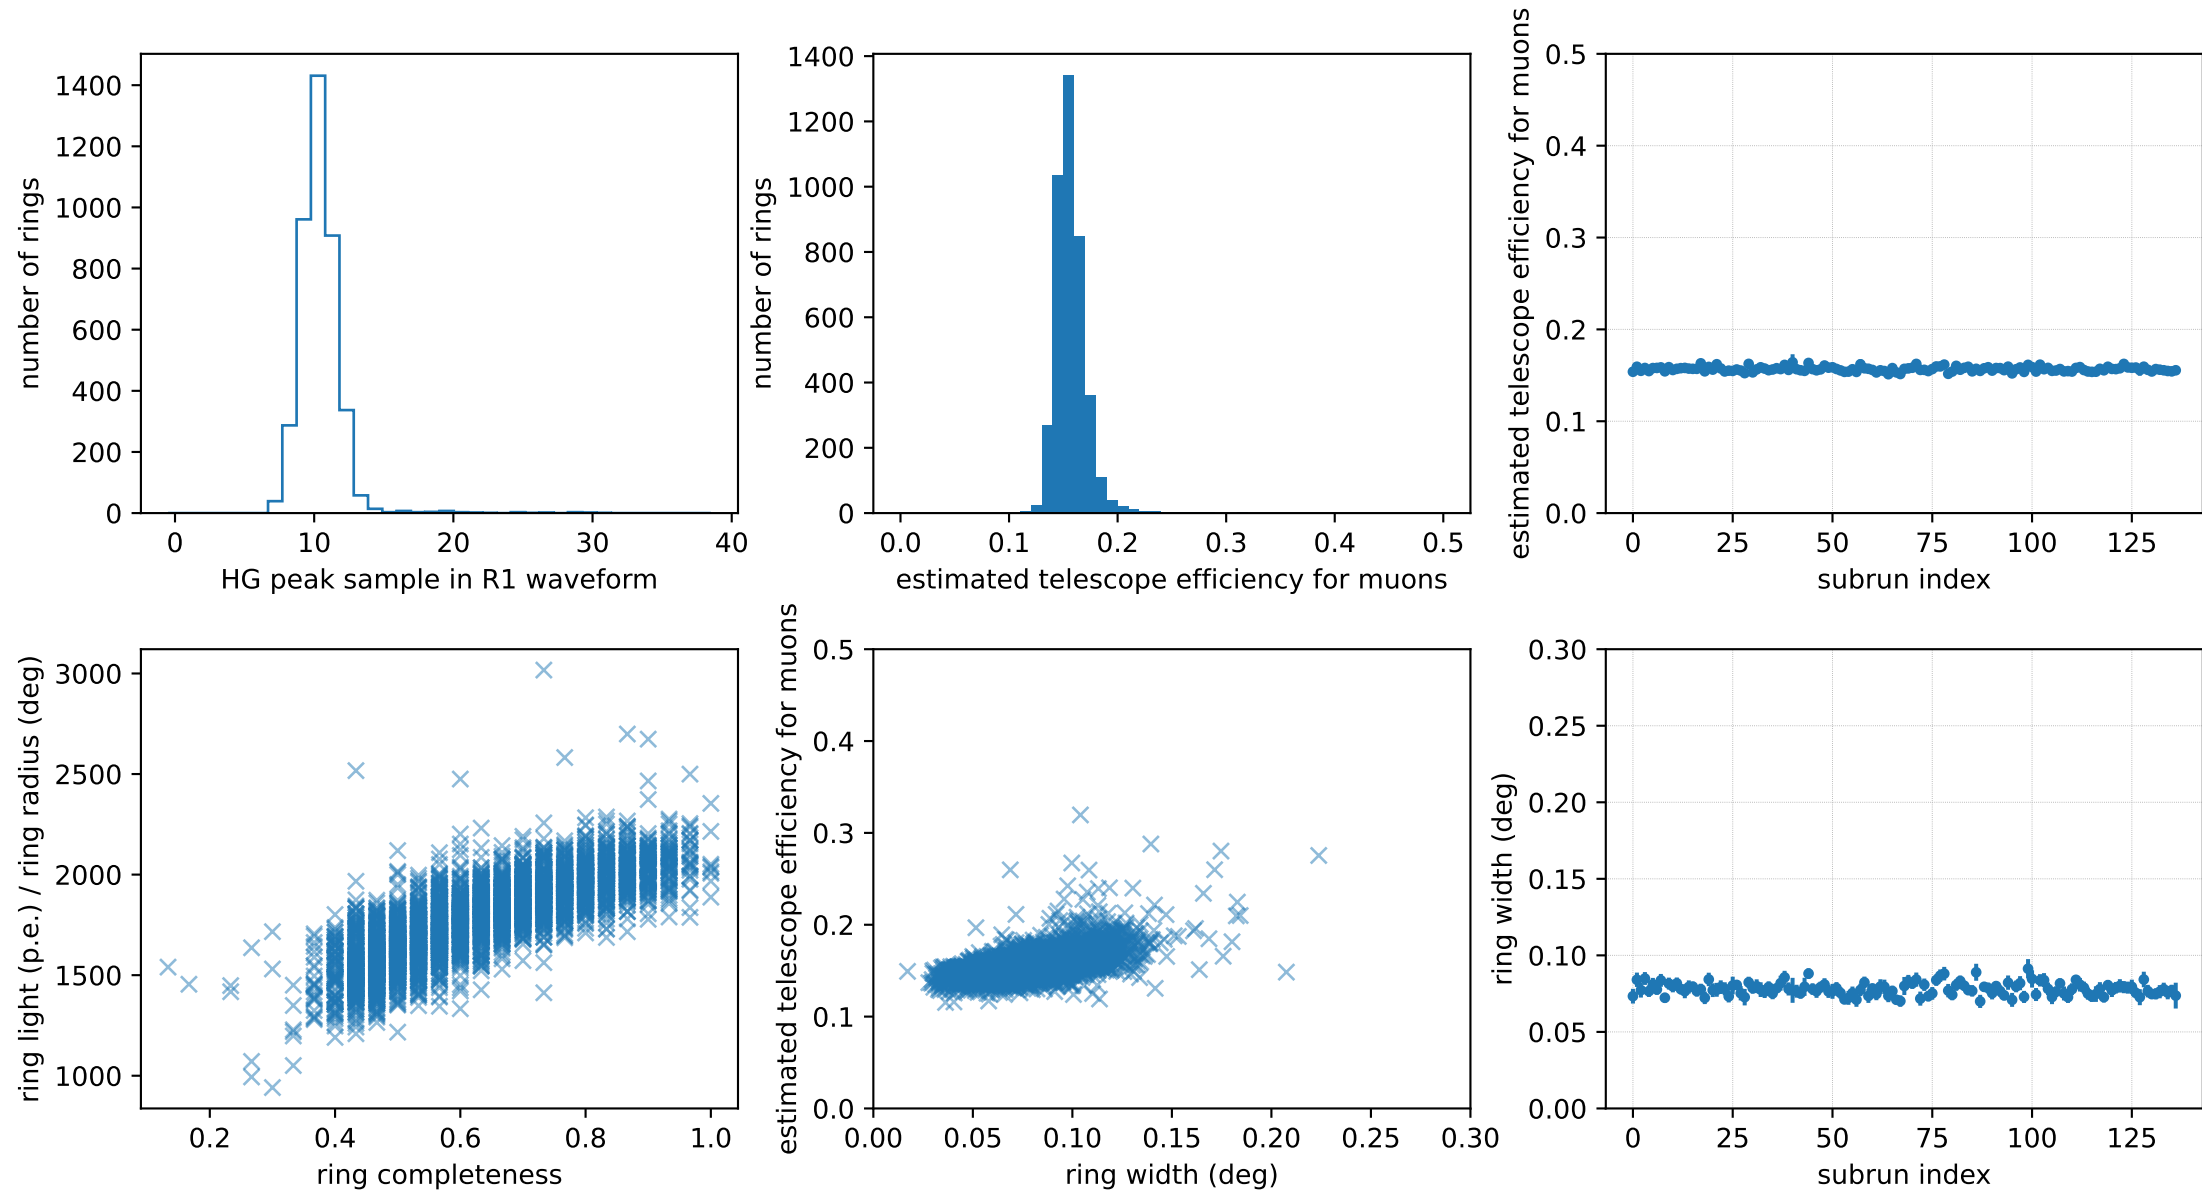 number of rings
1400
1200
1000
800
600
400
200
0
0 10 20 30 40
HG peak sample in R1 waveform
number of rings
1400
1200
1000
800
600
400
200
0
0.0 0.1 0.2 0.3 0.4 0.5
estimated telescope efficiency for muons
estimated telescope efficiency for muons
0.5
0.4
0.3
0.2
0.1
0.0
0 25 50 75 100 125
subrun index
ring light (p.e.) / ring radius (deg)
3000
2500
2000
1500
1000
0.2 0.4 0.6 0.8 1.0
ring completeness
estimated telescope efficiency for muons
0.5
0.4
0.3
0.2
0.1
0.0
0.00 0.05 0.10 0.15 0.20 0.25 0.30
ring width (deg)
ring width (deg)
0.30
0.25
0.20
0.15
0.10
0.05
0.00
0 25 50 75 100 125
subrun index